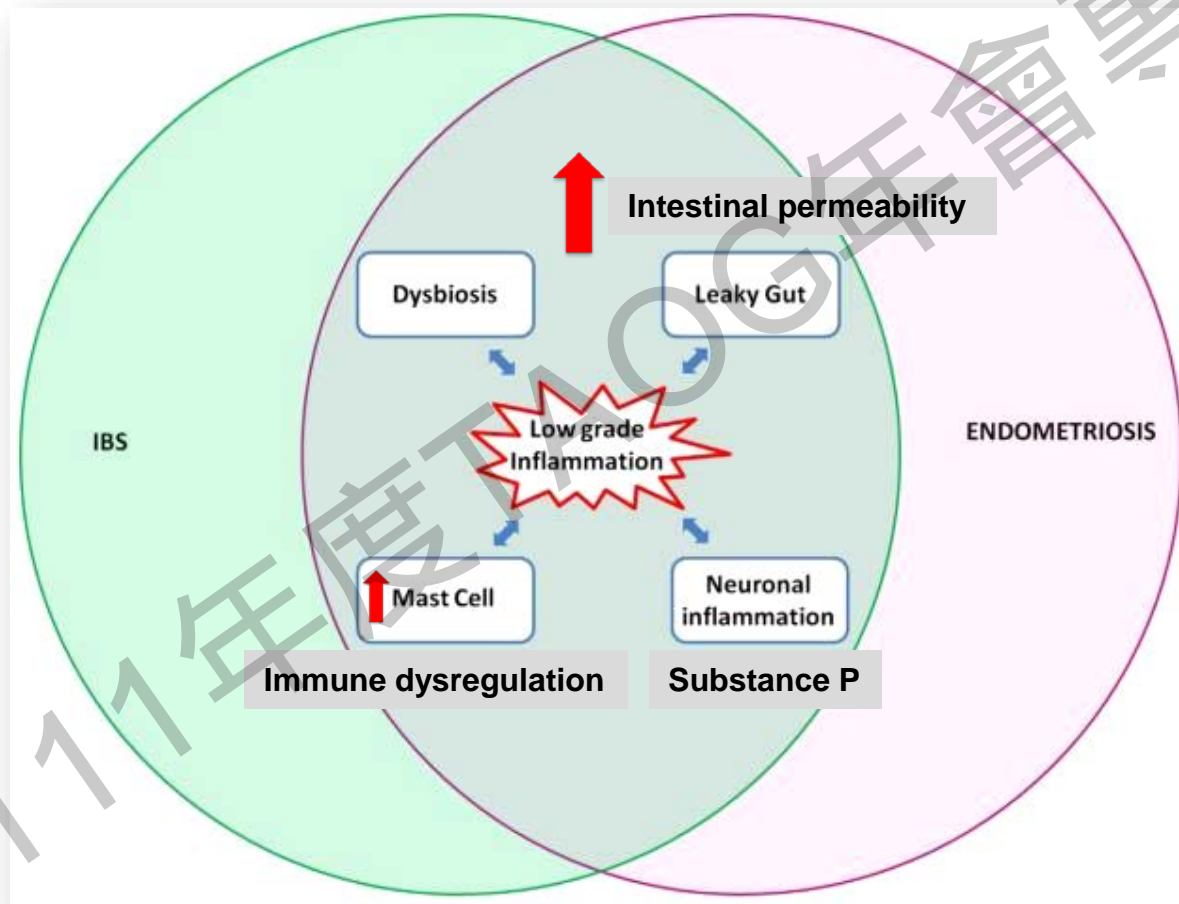 Intestinal permeability
Dysbiosis
Leaky Gut
Low grade
Inflammation
IBS
ENDOMETRIOSIS
Mast Cell
Neuronal
inflammation
Immune dysregulation
Substance P
11年度TAOG年會